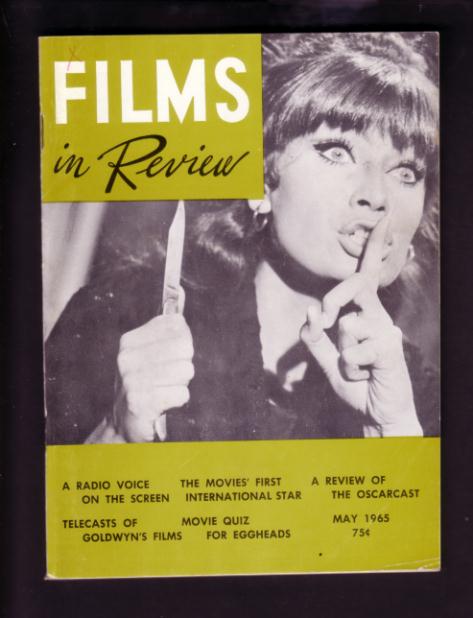 FILMS
in Review
A RADIO VOICE
ON THE SCREEN
THE MOVIES' FIRST
INTERNATIONAL STAR
A REVIEW OF
THE OSCARCAST
TELECASTS OF
GOLDWYN'S FILMS
MOVIE QUIZ
FOR EGGHEADS
MAY 1965
75¢